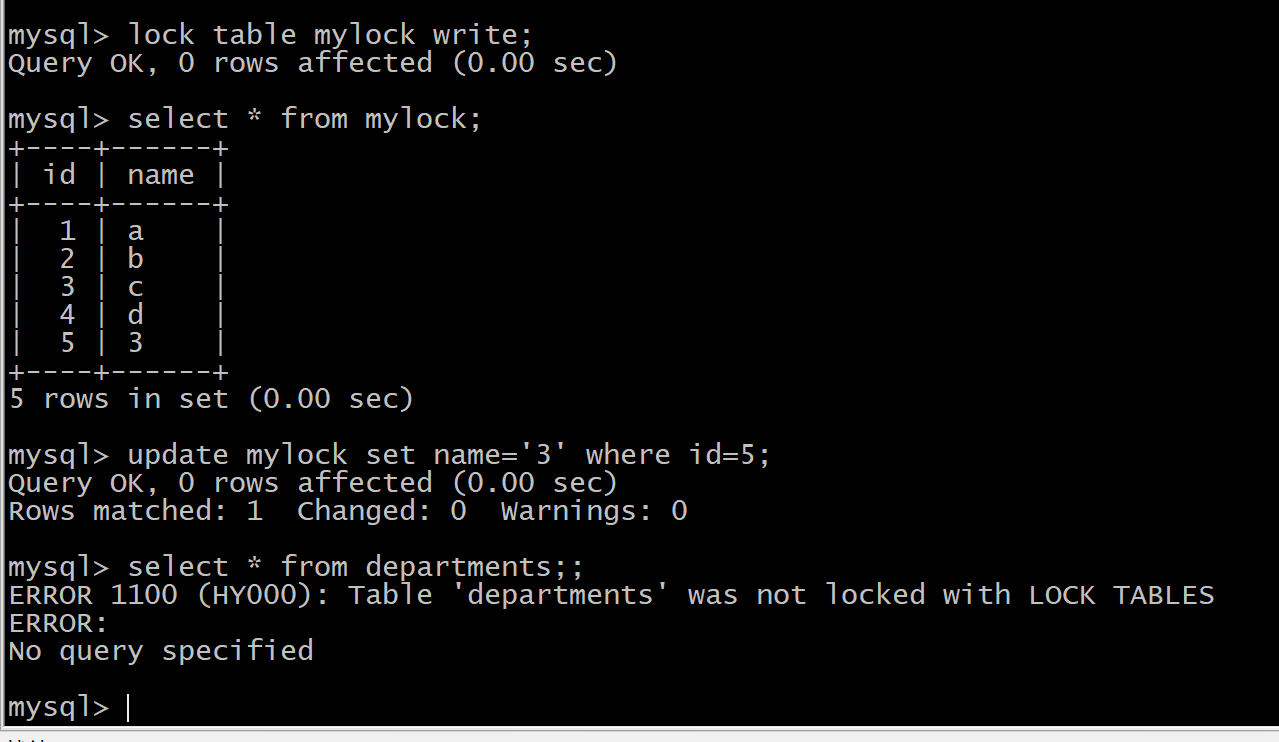 mysql> lock table mylock write;
Query OK, 0 rows affected (0.00 sec)
mysql> select * from mylock;
+----+------+
| id | name |
+----+------+
|  1 | a    |
|  2 | b    |
|  3 | c    |
|  4 | d    |
|  5 | 3    |
+----+------+
5 rows in set (0.00 sec)
mysql> update mylock set name='3' where id=5;
Query OK, 0 rows affected (0.00 sec)
Rows matched: 1  Changed: 0  Warnings: 0
mysql> select * from departments;;
ERROR 1100 (HY000): Table 'departments' was not locked with LOCK TABLES
ERROR:
No query specified
mysql>